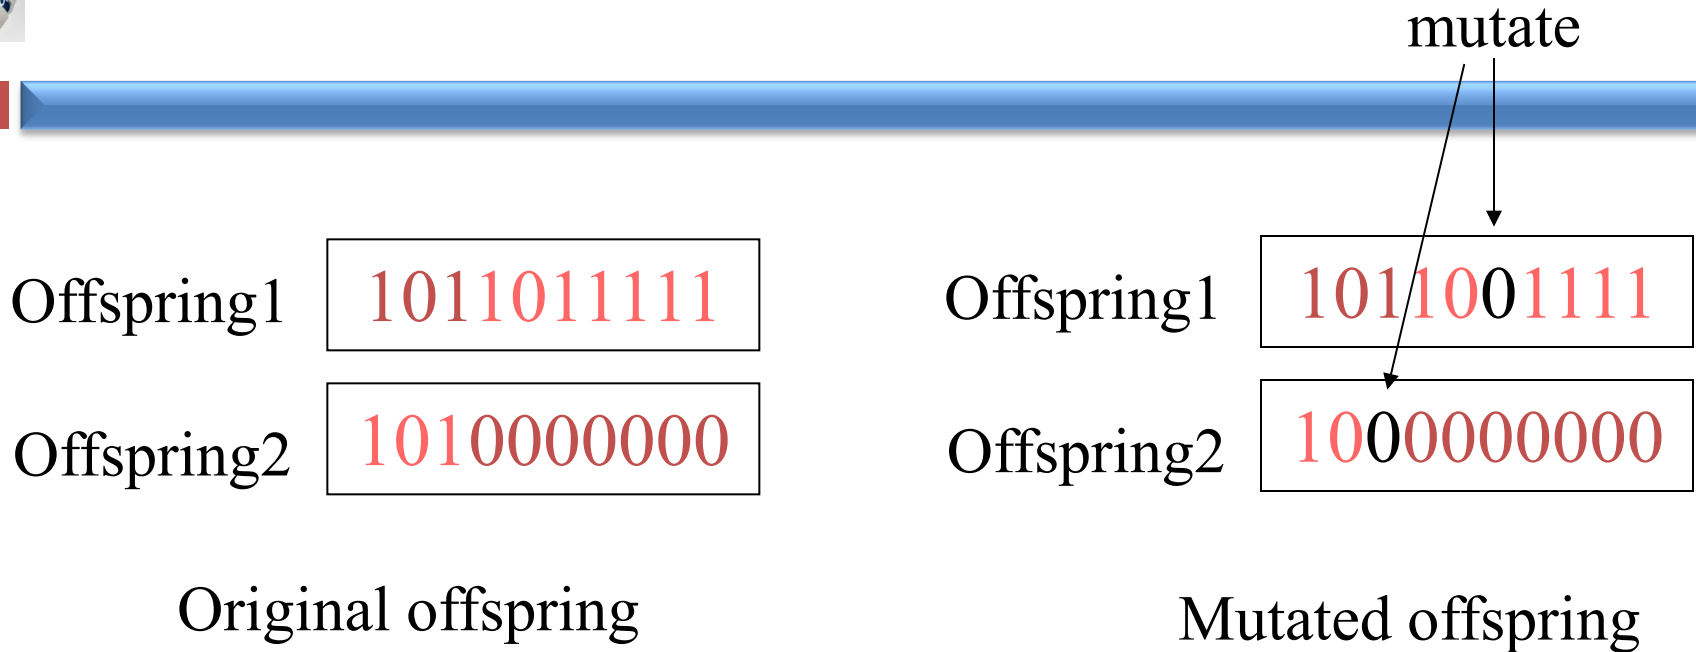 mutate
Offspring1 1011011111
Offspring2 1010000000
Original offspring
Offspring1 1011001111
Offspring2 1000000000
Mutated offspring